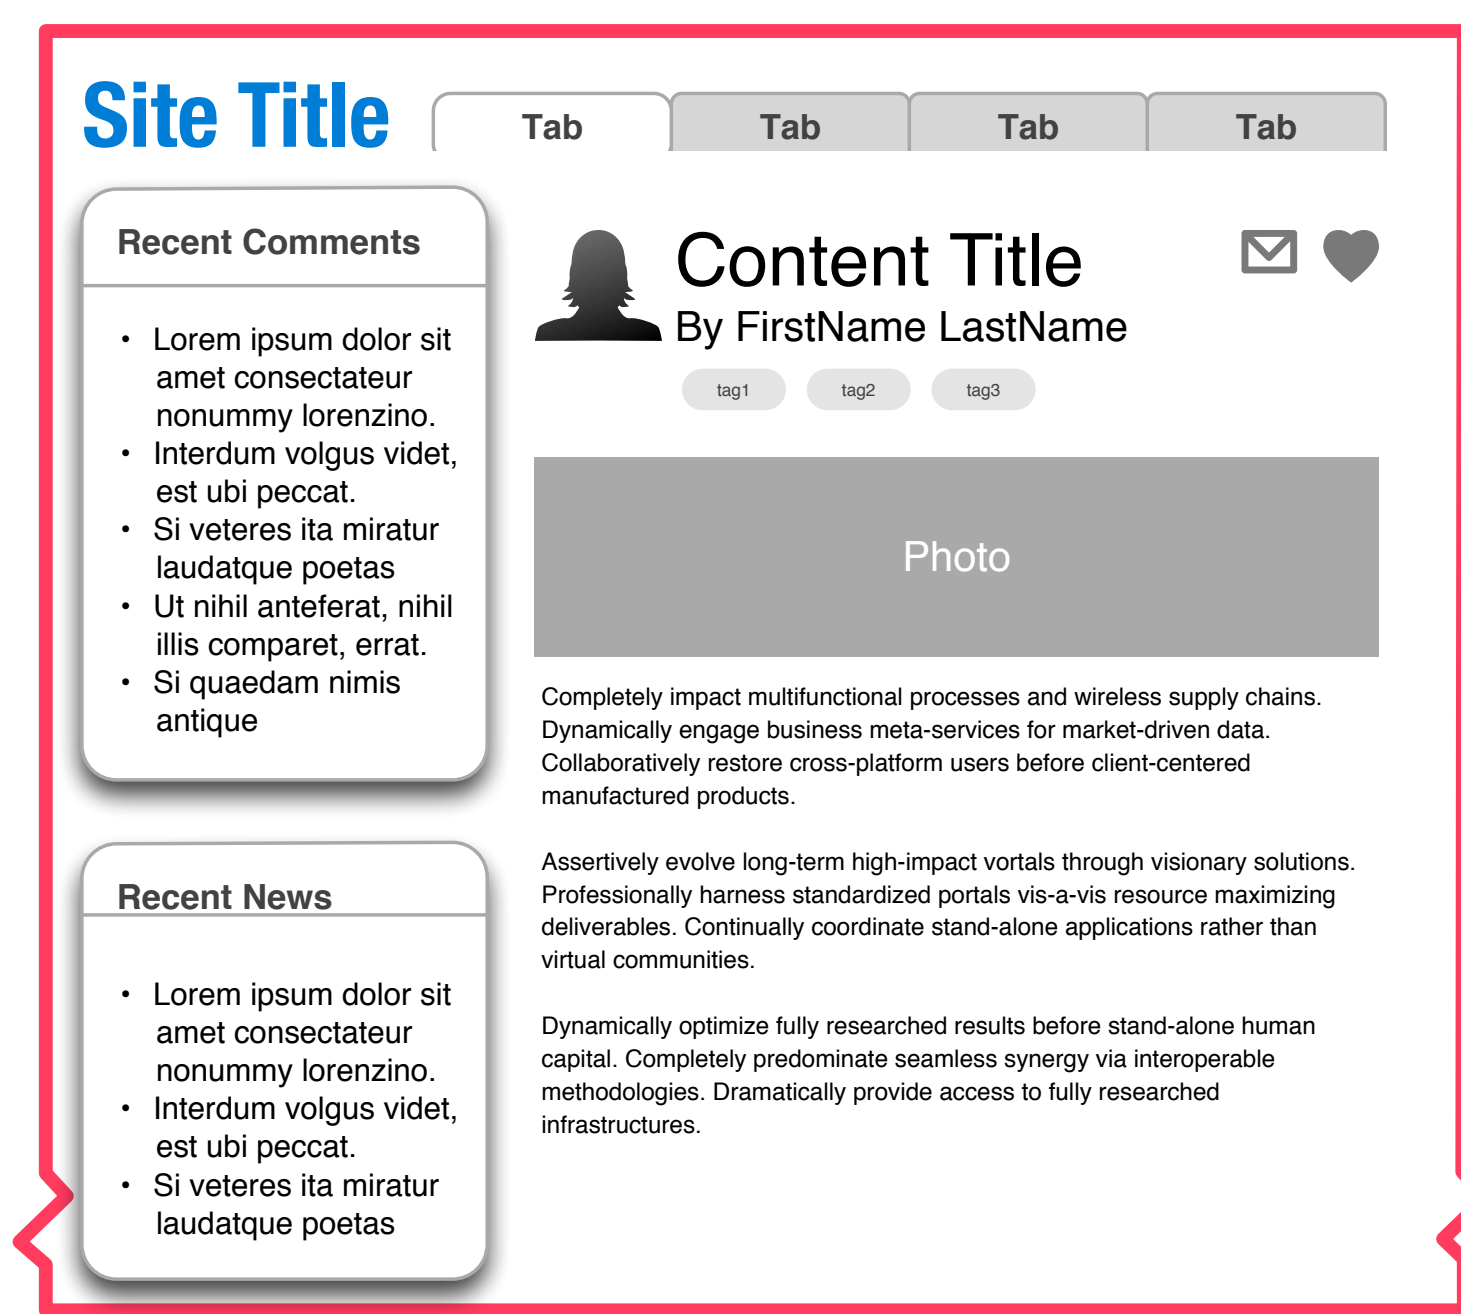 Site Title
Tab
Tab
Tab
Tab
Recent Comments
• Lorem ipsum dolor sit
amet consectateur
nonummy lorenzino.
• Interdum volgus videt,
est ubi peccat.
• Si veteres ita miratur
laudatque poetas
• Ut nihil anteferat, nihil
illis comparet, errat.
• Si quaedam nimis
antique
Recent News
• Lorem ipsum dolor sit
amet consectateur
nonummy lorenzino.
• Interdum volgus videt,
est ubi peccat.
• Si veteres ita miratur
laudatque poetas
Content Title
By FirstName LastName
tag1
tag2
tag3
Photo
Completely impact multifunctional processes and wireless supply chains.
Dynamically engage business meta-services for market-driven data.
Collaboratively restore cross-platform users before client-centered
manufactured products.
Assertively evolve long-term high-impact vortals through visionary solutions.
Professionally harness standardized portals vis-a-vis resource maximizing
deliverables. Continually coordinate stand-alone applications rather than
virtual communities.
Dynamically optimize fully researched results before stand-alone human
capital. Completely predominate seamless synergy via interoperable
methodologies. Dramatically provide access to fully researched
infrastructures.